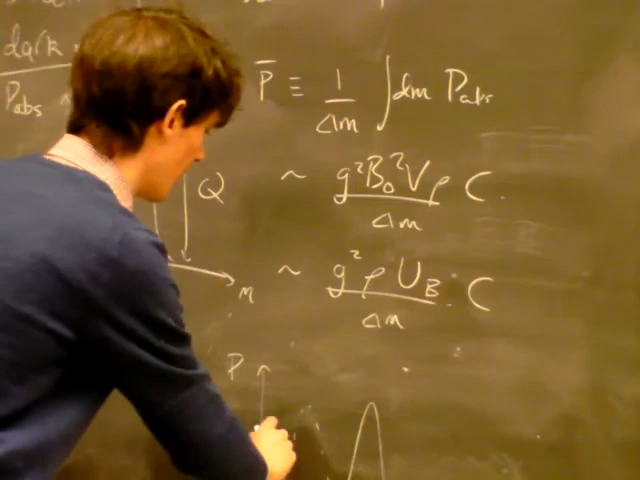 dark
P̄ ≡ 1/Δm ∫dm Pabs
Pabs
Q ~ g²B₀²Vρ/Δm C.
m ~ g²ρU_B/Δm · C
P